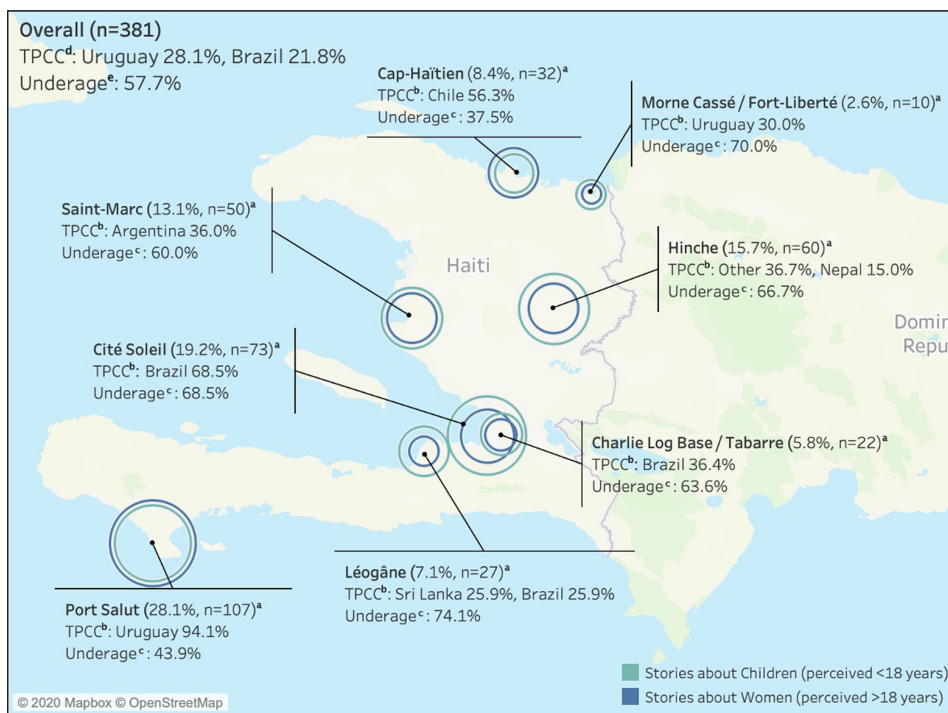 Overall (n=381)
TPCCᵈ: Uruguay 28.1%, Brazil 21.8%
Underageᵉ: 57.7%
Cap-Haïtien (8.4%, n=32)ᵃ
TPCCᵇ: Chile 56.3%
Underageᶜ: 37.5%
Morne Cassé / Fort-Liberté (2.6%, n=10)ᵃ
TPCCᵇ: Uruguay 30.0%
Underageᶜ: 70.0%
Saint-Marc (13.1%, n=50)ᵃ
TPCCᵇ: Argentina 36.0%
Underageᶜ: 60.0%
Haiti
Hinche (15.7%, n=60)ᵃ
TPCCᵇ: Other 36.7%, Nepal 15.0%
Underageᶜ: 66.7%
Domin
Repu
Cité Soleil (19.2%, n=73)ᵃ
TPCCᵇ: Brazil 68.5%
Underageᶜ: 68.5%
Charlie Log Base / Tabarre (5.8%, n=22)ᵃ
TPCCᵇ: Brazil 36.4%
Underageᶜ: 63.6%
Léogâne (7.1%, n=27)ᵃ
TPCCᵇ: Sri Lanka 25.9%, Brazil 25.9%
Underageᶜ: 74.1%
Port Salut (28.1%, n=107)ᵃ
TPCCᵇ: Uruguay 94.1%
Underageᶜ: 43.9%
Stories about Children (perceived <18 years)
Stories about Women (perceived >18 years)
© 2020 Mapbox © OpenStreetMap